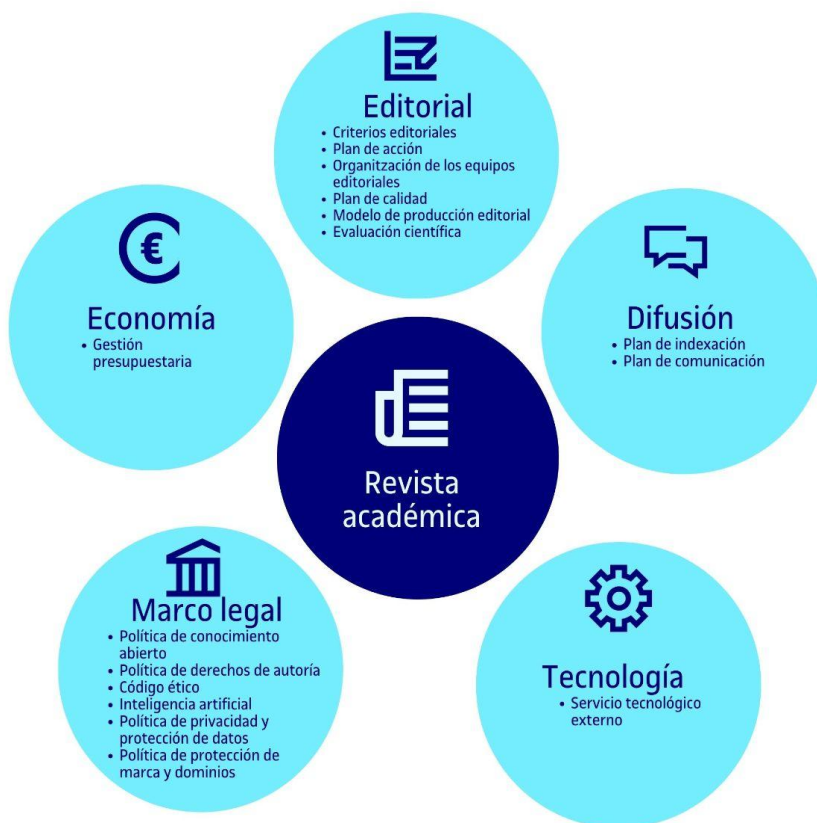 Editorial
• Criterios editoriales
• Plan de acción
• Organitzación de los equipos
editoriales
• Plan de calidad
• Modelo de producción editorial
• Evaluación científica
€
Economía
• Gestión
presupuestaria
Difusión
• Plan de indexación
• Plan de comunicación
Revista
académica
Marco legal
• Política de conocimiento
abierto
• Política de derechos de autoría
• Código ético
• Inteligencia artificial
• Política de privacidad y
protección de datos
• Política de protección de
marca y dominios
Tecnología
• Servicio tecnológico
externo